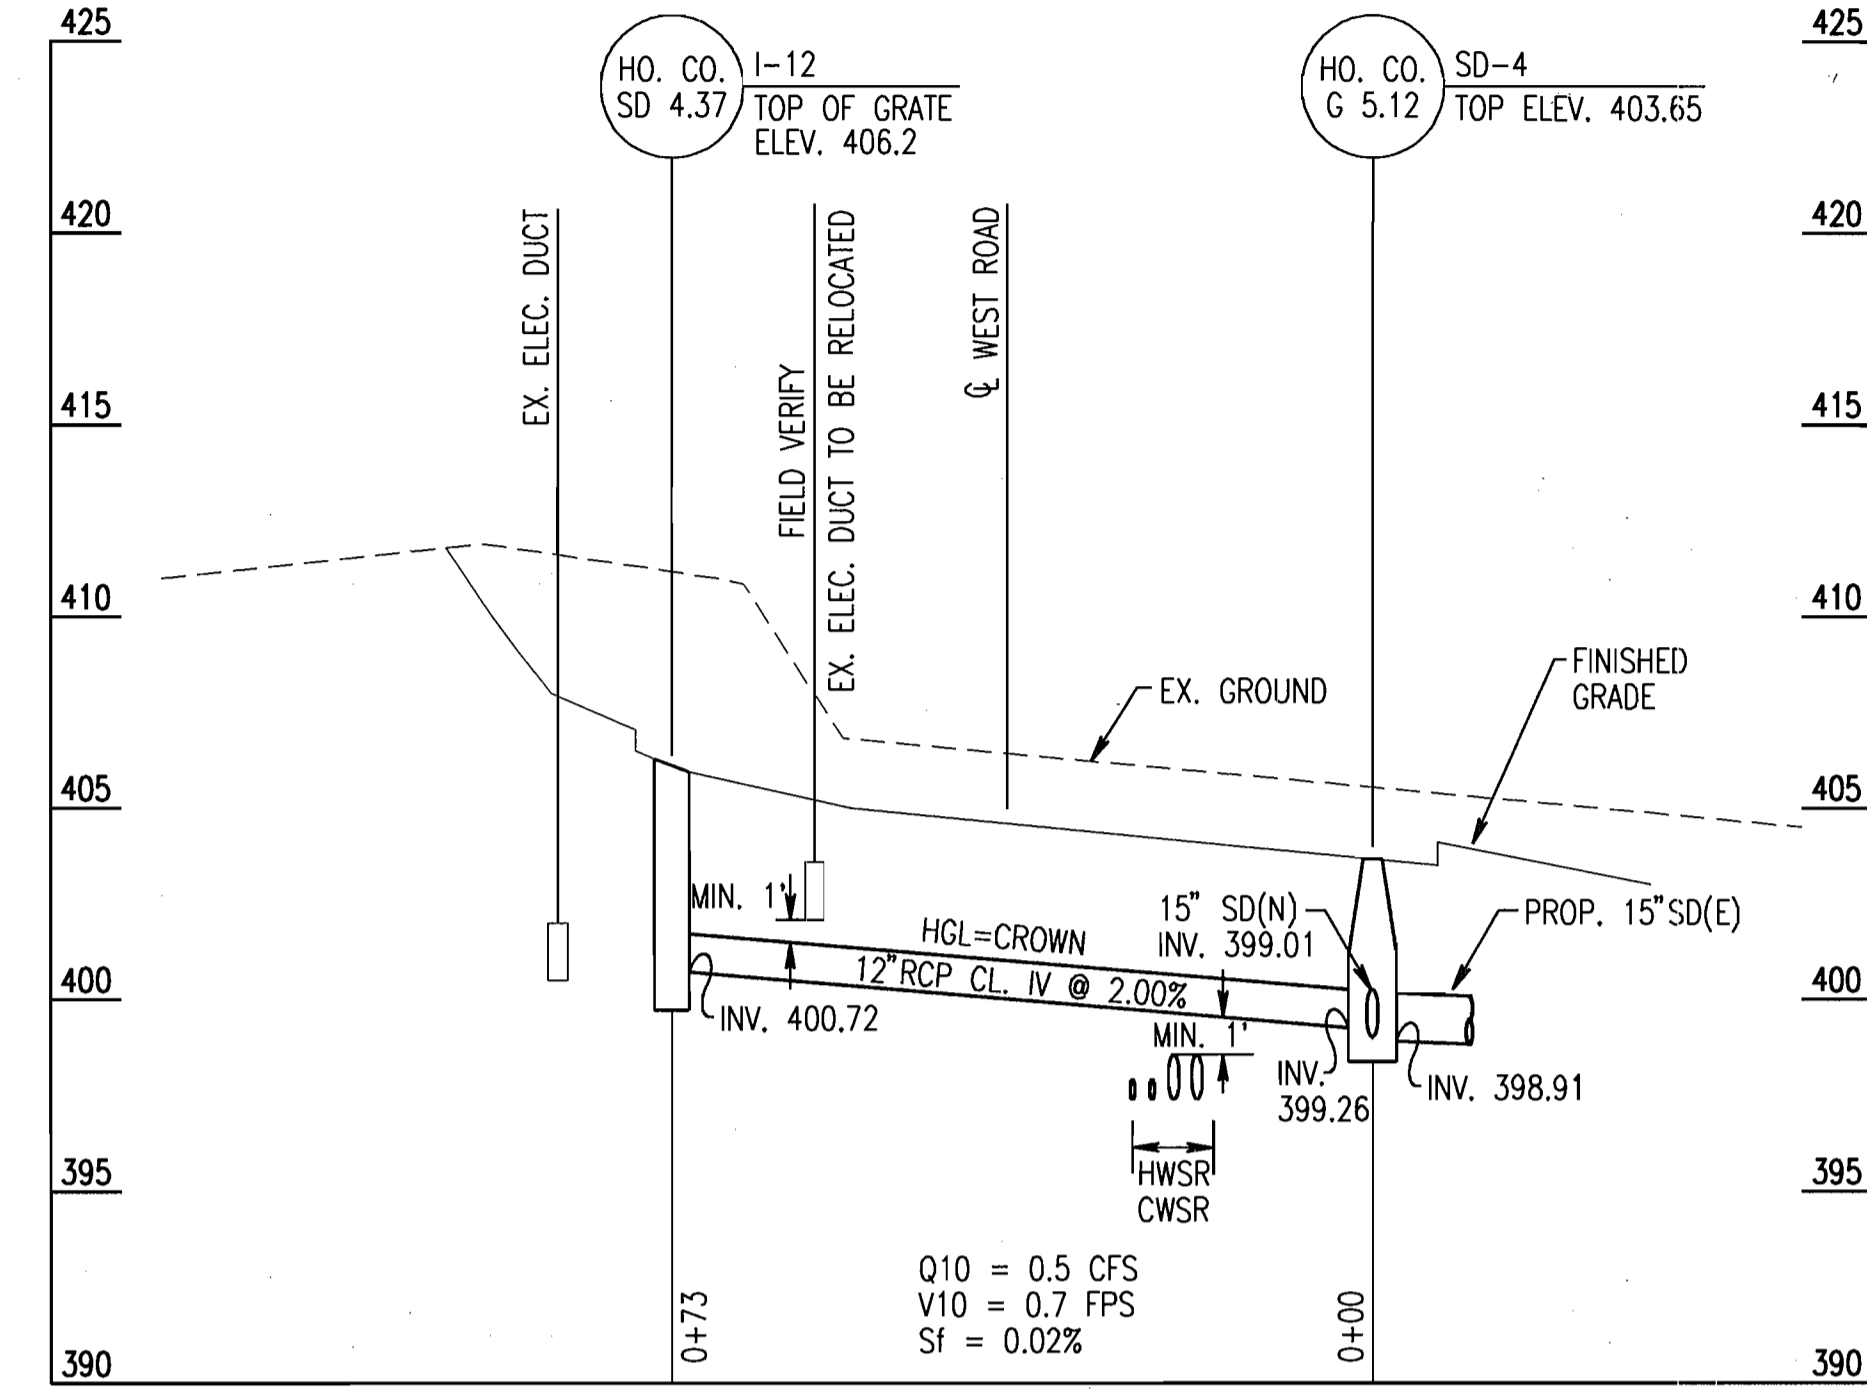 425
425
HO. CO.
SD 4.37
I-12
TOP OF GRATE
ELEV. 406.2
HO. CO.
G 5.12
SD-4
TOP ELEV. 403.65
420
420
EX. ELEC. DUCT
FIELD VERIFY
EX. ELEC. DUCT TO BE RELOCATED
℄ WEST ROAD
415
415
410
410
EX. GROUND
FINISHED
GRADE
405
405
MIN. 1'
HGL=CROWN
12"RCP CL. IV @ 2.00%
15" SD(N)
INV. 399.01
PROP. 15"SD(E)
400
400
INV. 400.72
MIN. 1'
INV.
399.26
INV. 398.91
395
395
HWSR
CWSR
Q10 = 0.5 CFS
V10 = 0.7 FPS
Sf = 0.02%
0+73
0+00
390
390